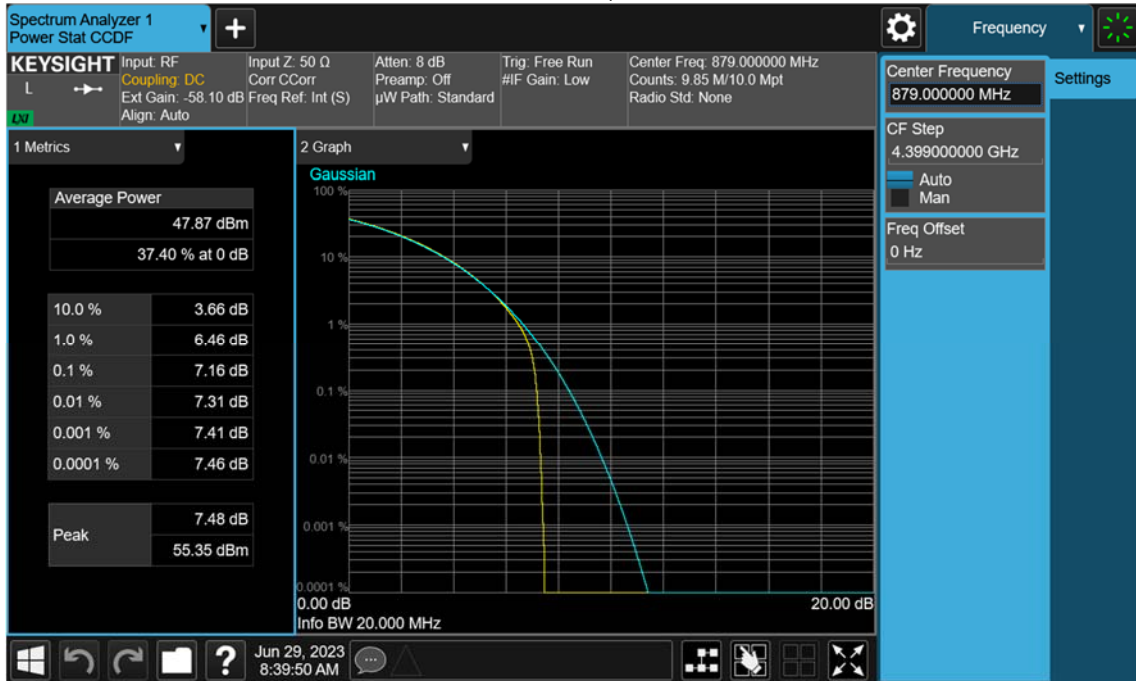 Spectrum Analyzer 1
Power Stat CCDF
+
Frequency
KEYSIGHT
L
LXI
Input: RF
Coupling: DC
Ext Gain: -58.10 dB
Align: Auto
Input Z: 50 Ω
Corr CCorr
Freq Ref: Int (S)
Atten: 8 dB
Preamp: Off
µW Path: Standard
Trig: Free Run
#IF Gain: Low
Center Freq: 879.000000 MHz
Counts: 9.85 M/10.0 Mpt
Radio Std: None
Center Frequency
879.000000 MHz
Settings
CF Step
4.399000000 GHz
Auto
Man
Freq Offset
0 Hz
1 Metrics
Average Power
47.87 dBm
37.40 % at 0 dB
10.0 % 3.66 dB
1.0 % 6.46 dB
0.1 % 7.16 dB
0.01 % 7.31 dB
0.001 % 7.41 dB
0.0001 % 7.46 dB
Peak
7.48 dB
55.35 dBm
2 Graph
Gaussian
100 %
10 %
1 %
0.1 %
0.01 %
0.001 %
0.0001 %
0.00 dB 20.00 dB
Info BW 20.000 MHz
?
Jun 29, 2023
8:39:50 AM